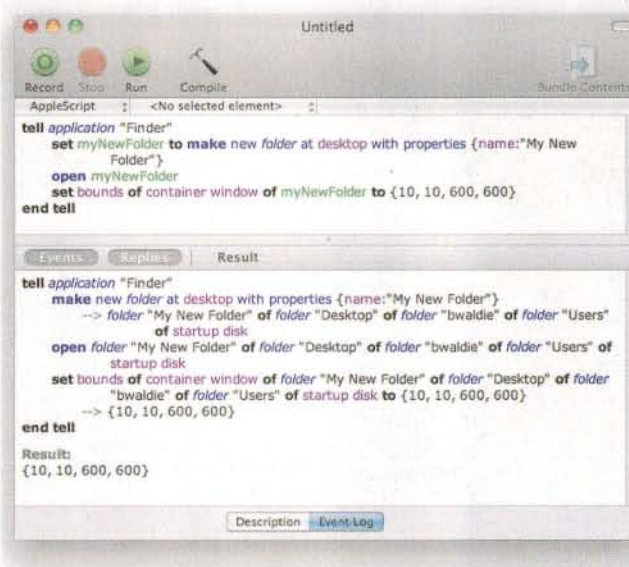 Untitled
Record Stop Run Compile Bundle Contents
AppleScript <No selected element>
tell application "Finder"
set myNewFolder to make new folder at desktop with properties {name:"My New
Folder"}
open myNewFolder
set bounds of container window of myNewFolder to {10, 10, 600, 600}
end tell
Events Replies Result
tell application "Finder"
make new folder at desktop with properties {name:"My New Folder"}
--> folder "My New Folder" of folder "Desktop" of folder "bwaldie" of folder "Users"
of startup disk
open folder "My New Folder" of folder "Desktop" of folder "bwaldie" of folder "Users" of
startup disk
set bounds of container window of folder "My New Folder" of folder "Desktop" of folder
"bwaldie" of folder "Users" of startup disk to {10, 10, 600, 600}
--> {10, 10, 600, 600}
end tell
Result:
{10, 10, 600, 600}
Description Event Log